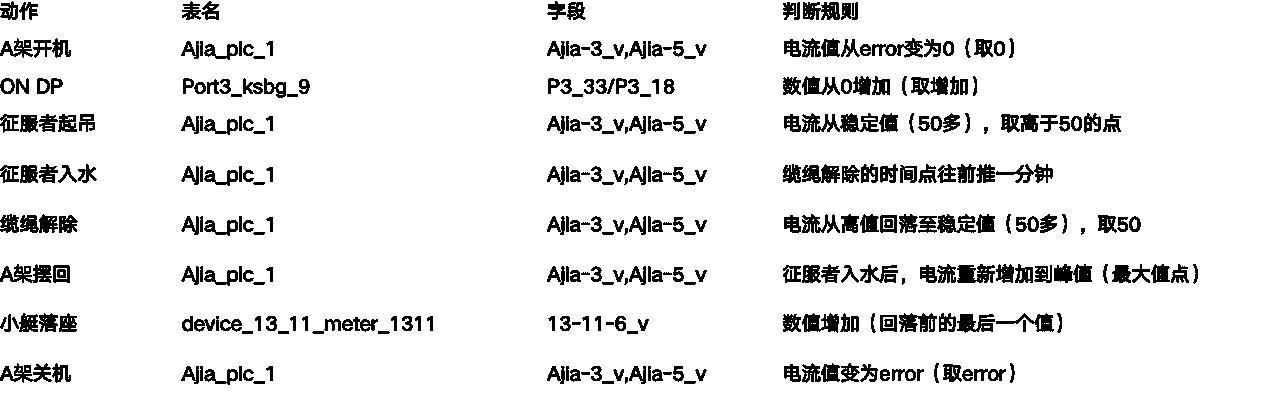 动作 表名 字段 判断规则
A架开机 Ajia_plc_1 Ajia-3_v,Ajia-5_v 电流值从error变为0（取0）
ON DP Port3_ksbg_9 P3_33/P3_18 数值从0增加（取增加）
征服者起吊 Ajia_plc_1 Ajia-3_v,Ajia-5_v 电流从稳定值（50多），取高于50的点
征服者入水 Ajia_plc_1 Ajia-3_v,Ajia-5_v 缆绳解除的时间点往前推一分钟
缆绳解除 Ajia_plc_1 Ajia-3_v,Ajia-5_v 电流从高值回落至稳定值（50多），取50
A架摆回 Ajia_plc_1 Ajia-3_v,Ajia-5_v 征服者入水后，电流重新增加到峰值（最大值点）
小艇落座 device_13_11_meter_1311 13-11-6_v 数值增加（回落前的最后一个值）
A架关机 Ajia_plc_1 Ajia-3_v,Ajia-5_v 电流值变为error（取error）